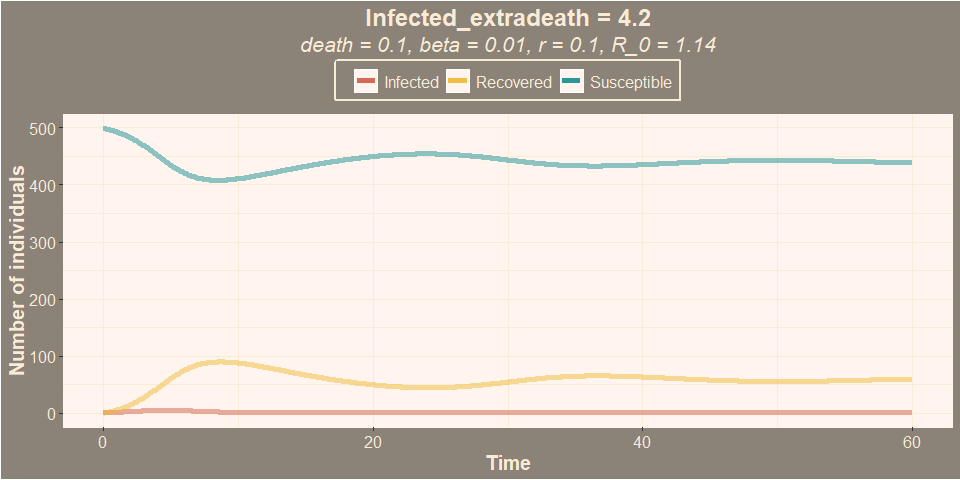 Infected_extradeath = 4.2
death = 0.1, beta = 0.01, r = 0.1, R_0 = 1.14
Infected Recovered Susceptible
Number of individuals
500
400
300
200
100
0
0 20 40 60
Time